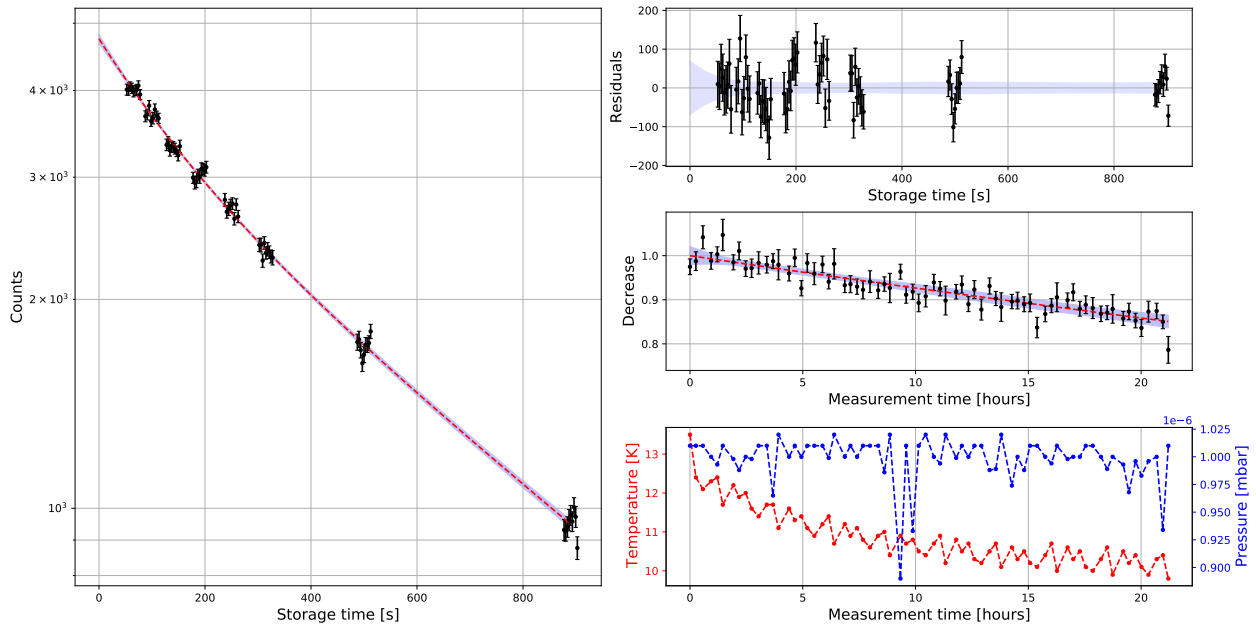 Counts
4 × 10³
3 × 10³
2 × 10³
10³
0 200 400 600 800
Storage time [s]
Residuals
200
100
0
−100
−200
0 200 400 600 800
Storage time [s]
Decrease
1.0
0.9
0.8
0 5 10 15 20
Measurement time [hours]
Temperature [K]
13
12
11
10
0 5 10 15 20
Measurement time [hours]
1e−6
1.025
1.000
0.975
0.950
0.925
0.900
Pressure [mbar]